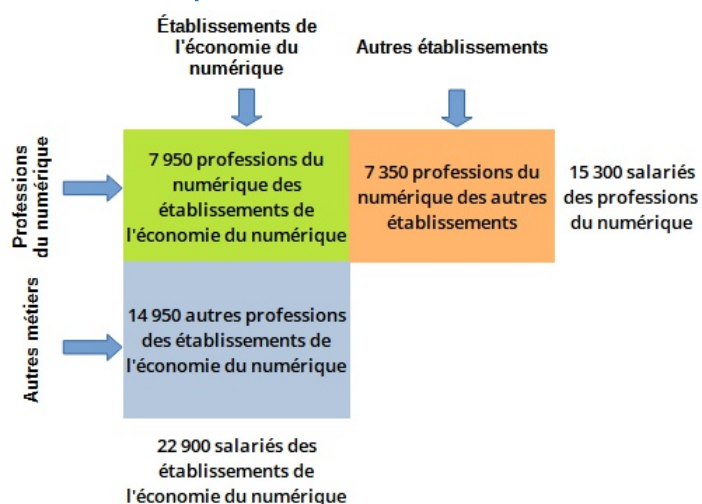 Établissements de
l'économie du
numérique
Autres établissements
Professions
du numérique
7 950 professions du
numérique des
établissements de
l'économie du numérique
7 350 professions du
numérique des autres
établissements
15 300 salariés
des professions
du numérique
Autres métiers
14 950 autres professions
des établissements de
l'économie du numérique
22 900 salariés des
établissements de
l'économie du numérique